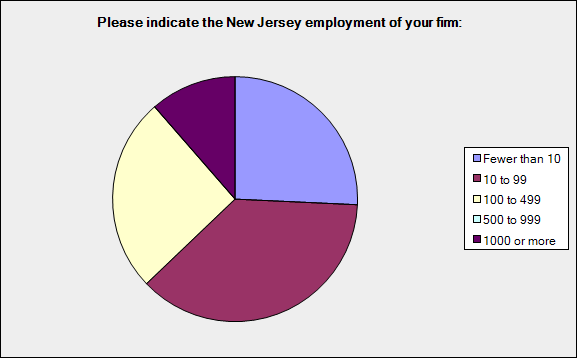 Please indicate the New Jersey employment of your firm:
Fewer than 10
10 to 99
100 to 499
500 to 999
1000 or more